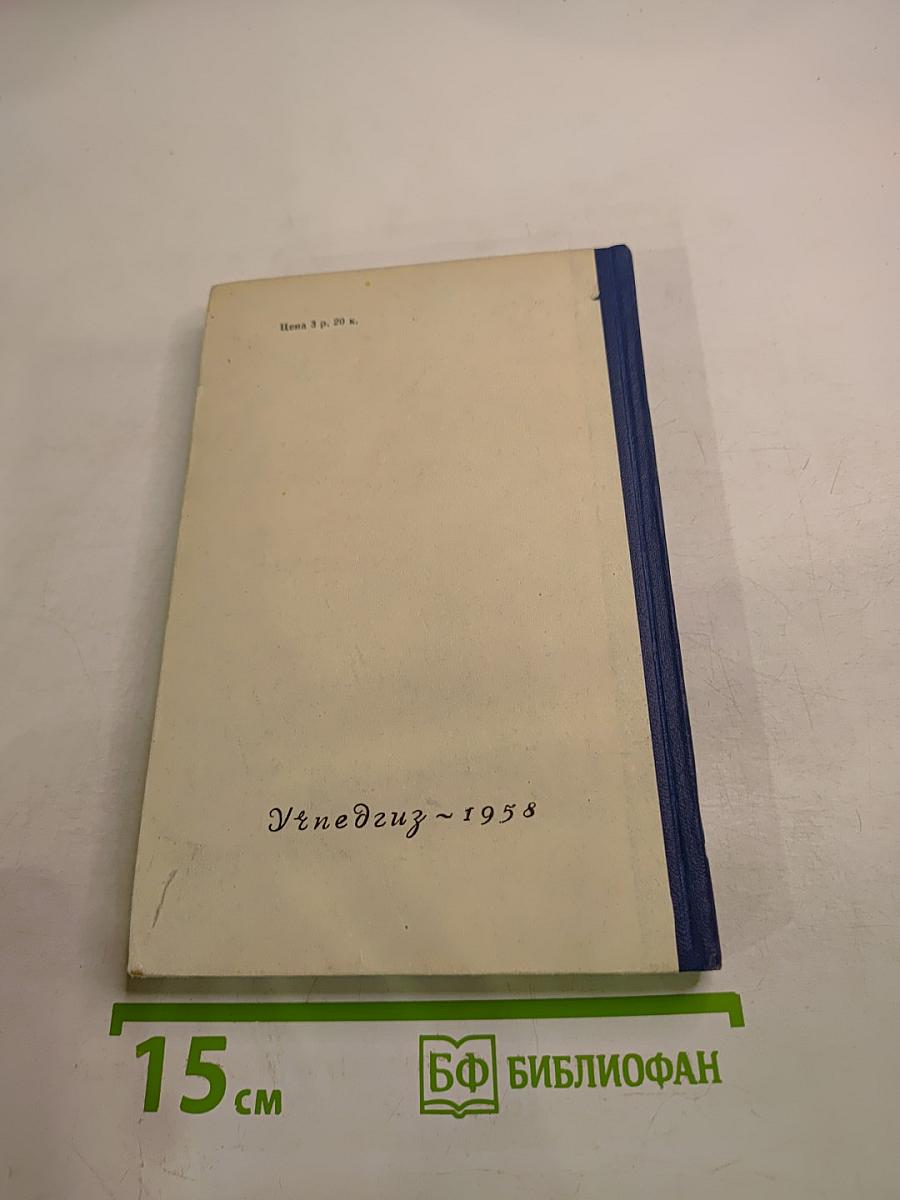 Цена 3 р. 20 к.
Учпедгиз ~ 1958
15 см
БФ БИБЛИОФАН